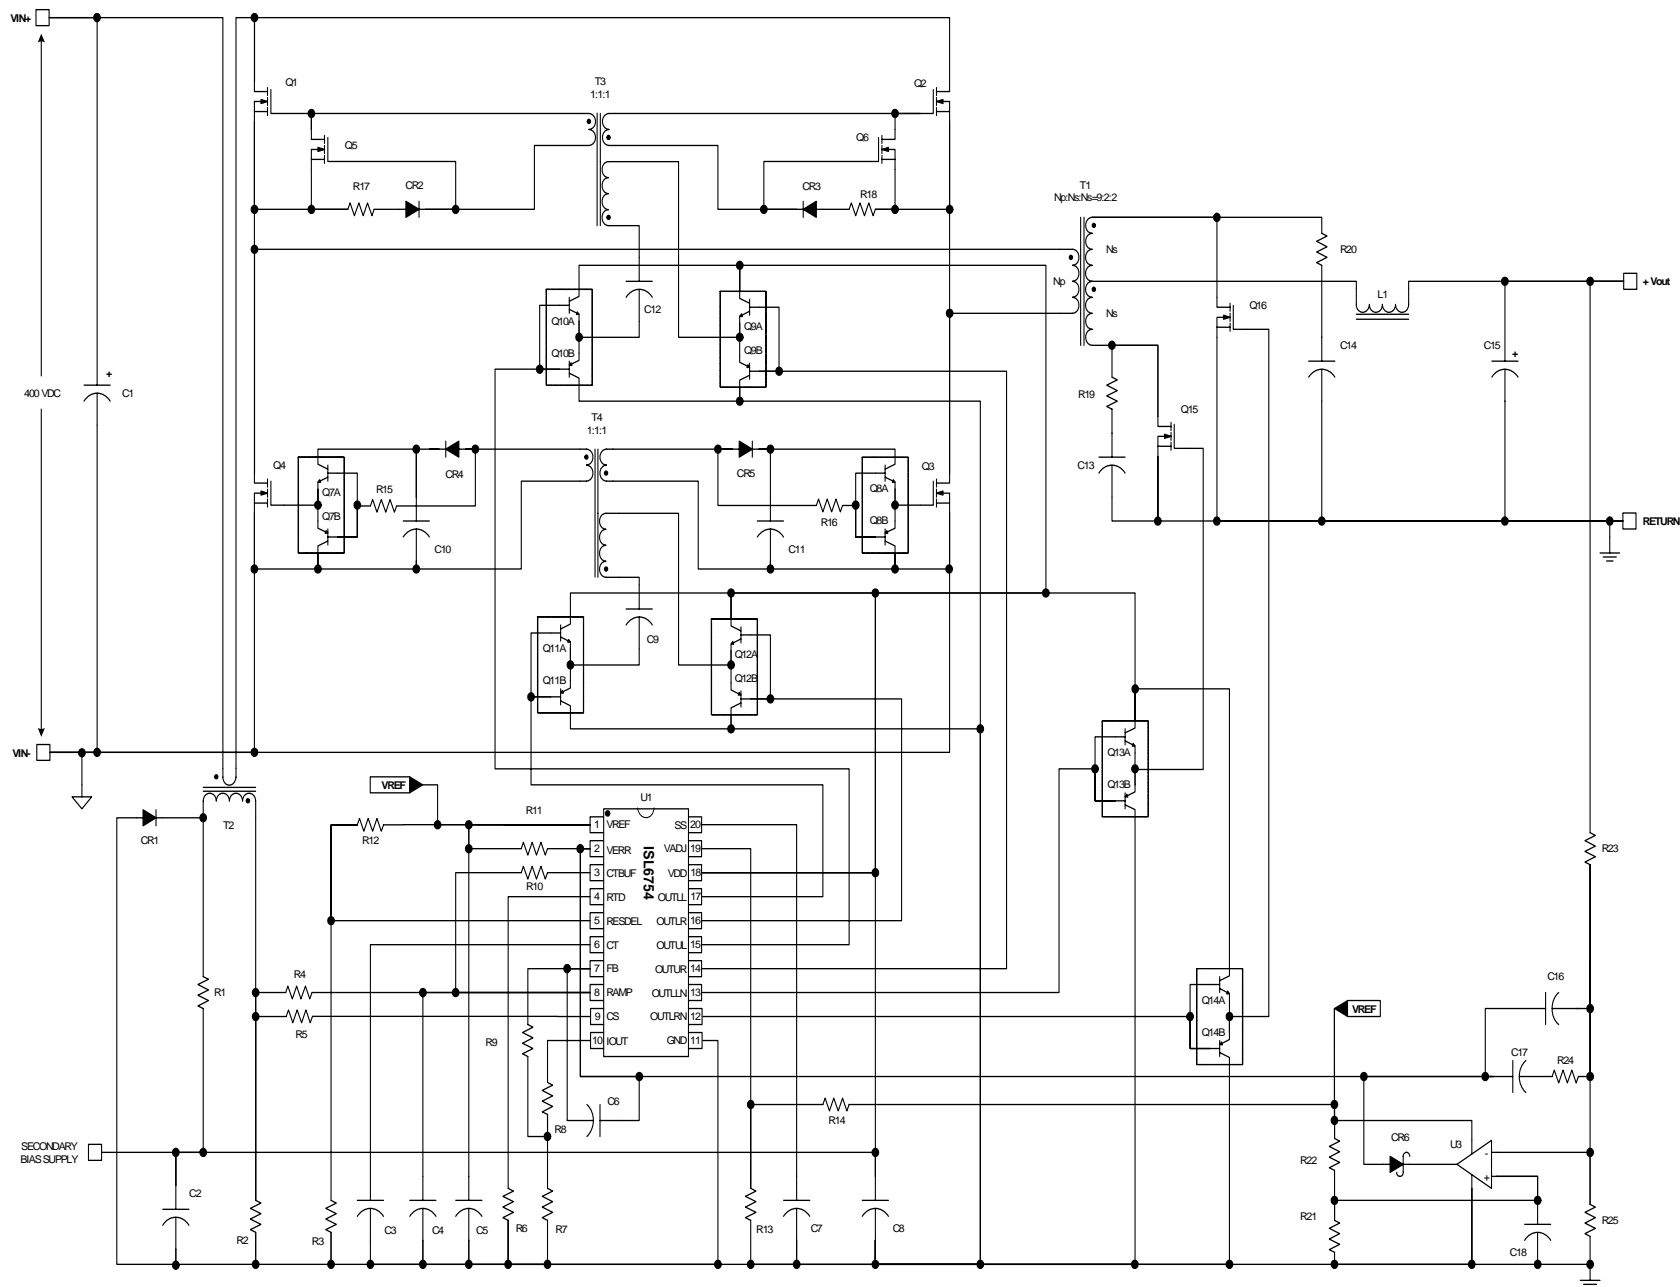 VIN+
Q1
T3
1:1:1
Q2
Q5
Q6
R17
CR2
CR3
R18
T1
Np:Ns:Ns=9:2:2
Ns
R20
Np
Q10A
Q10B
C12
Q9A
Q9B
Ns
Q16
L1
+ Vout
400 VDC
+
C1
C14
C15
+
R19
Q15
T4
1:1:1
Q4
Q7A
Q7B
R15
CR4
C10
CR5
R16
C11
Q8A
Q8B
Q3
C13
RETURN
Q11A
Q11B
C9
Q12A
Q12B
VIN-
Q13A
Q13B
VREF
T2
CR1
R12
R11
R10
U1
ISL6754
1 VREF SS 20
2 VERR VADJ 19
3 CTBUF VDD 18
4 RTD OUTLL 17
5 RESDEL OUTLR 16
6 CT OUTUL 15
7 FB OUTUR 14
8 RAMP OUTLLN 13
9 CS OUTLRN 12
10 IOUT GND 11
R23
R1
R4
R5
R9
Q14A
Q14B
VREF
C16
C17
R24
R8
C6
R14
SECONDARY
BIAS SUPPLY
CR6
U3
-
+
R22
C2
R2
R3
C3
C4
C5
R6
R7
R13
C7
C8
R21
C18
R25